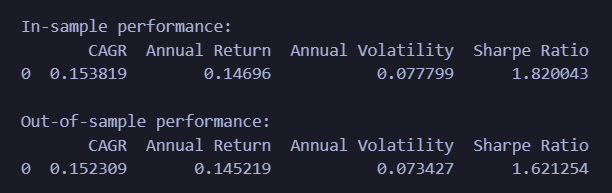 In-sample performance:
CAGR Annual Return Annual Volatility Sharpe Ratio
0 0.153819 0.14696 0.077799 1.820043
Out-of-sample performance:
CAGR Annual Return Annual Volatility Sharpe Ratio
0 0.152309 0.145219 0.073427 1.621254